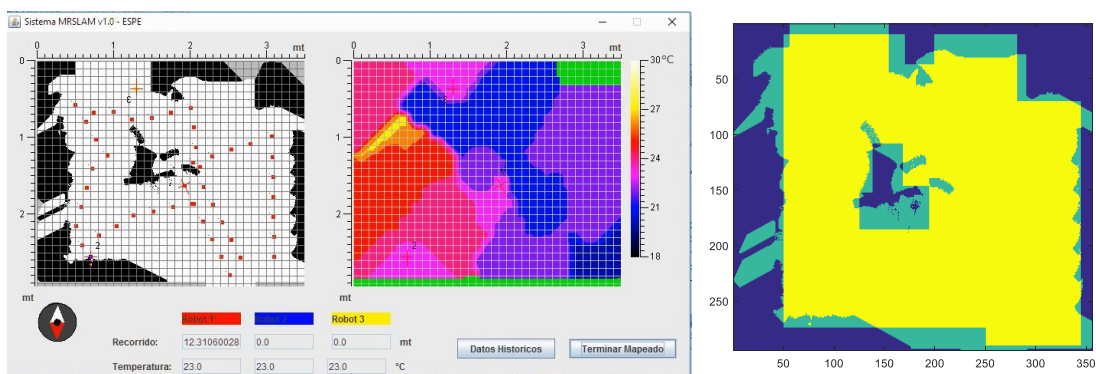 Sistema MRSLAM v1.0 - ESPE
0 1 2 3 mt
0 1 2 3 mt
0
1
2
mt
0
1
2
mt
6
2
2
30 °C
27
24
21
18
Robot 1 Robot 2 Robot 3
Recorrido: 12.31060028 0.0 0.0 mt
Temperatura: 23.0 23.0 23.0 °C
Datos Historicos Terminar Mapeado
50
100
150
200
250
50 100 150 200 250 300 350